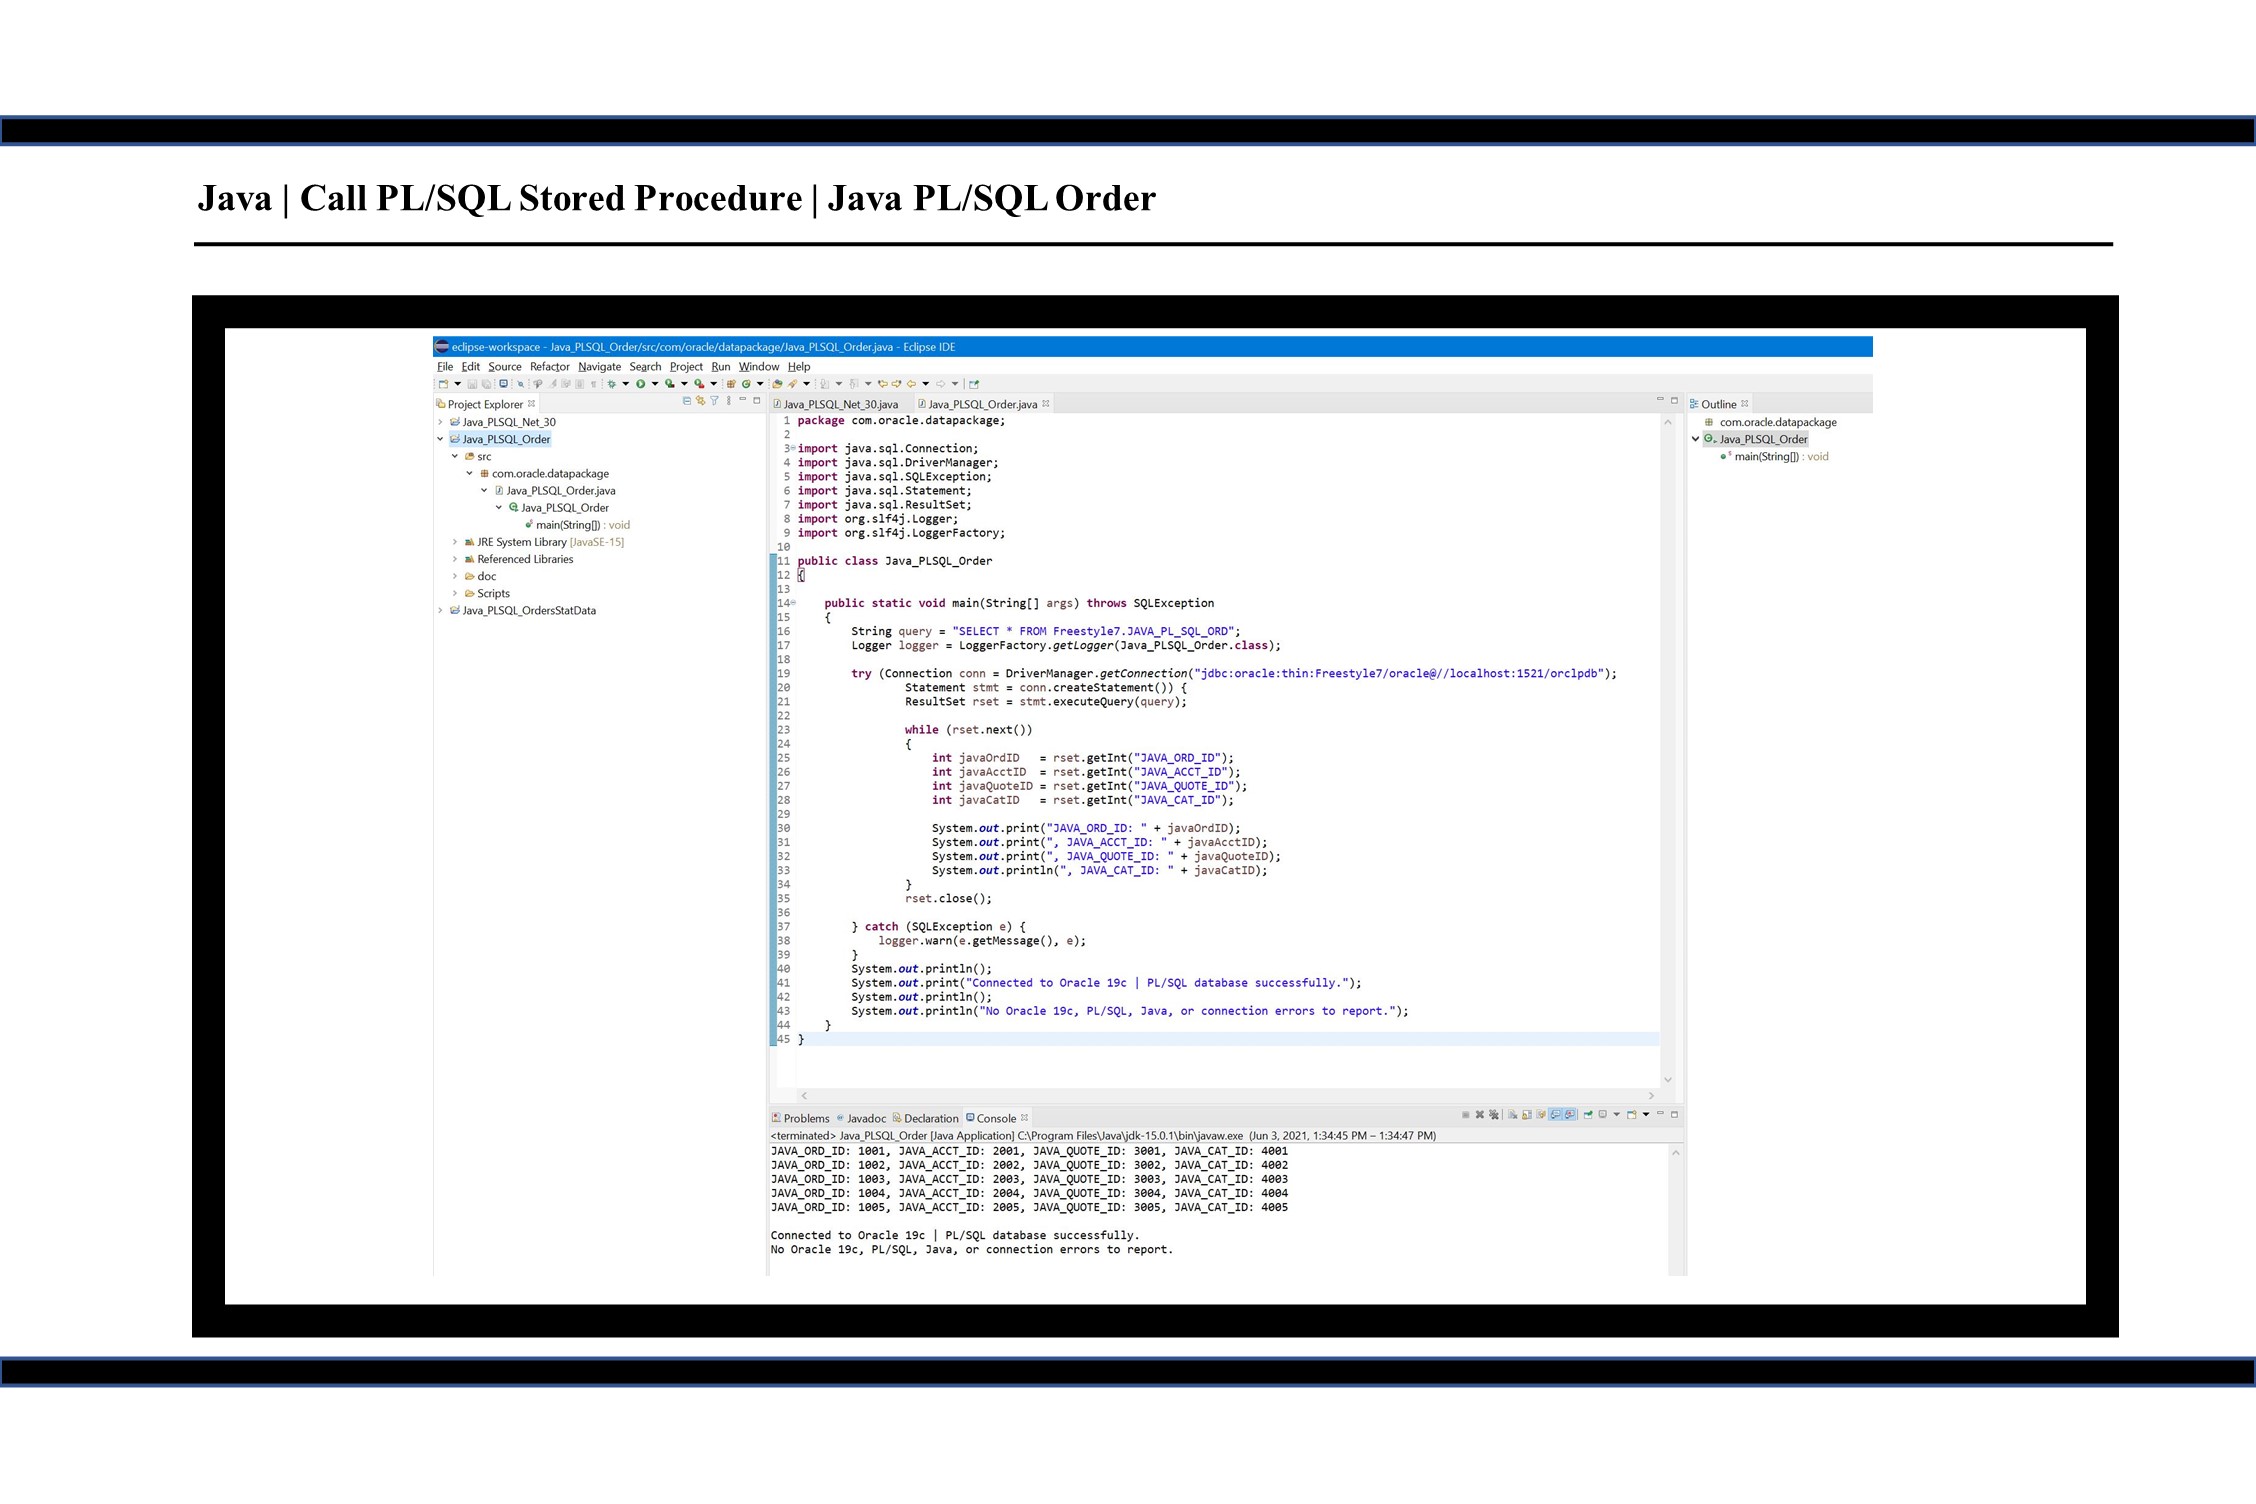 Java | Call PL/SQL Stored Procedure | Java PL/SQL Order
eclipse-workspace - Java_PLSQL_Order/src/com/oracle/datapackage/Java_PLSQL_Order.java - Eclipse IDE
File Edit Source Refactor Navigate Search Project Run Window Help
Project Explorer
Java_PLSQL_Net_30
Java_PLSQL_Order
src
com.oracle.datapackage
Java_PLSQL_Order.java
Java_PLSQL_Order
main(String[]) : void
JRE System Library [JavaSE-15]
Referenced Libraries
doc
Scripts
Java_PLSQL_OrdersStatData
Java_PLSQL_Net_30.java Java_PLSQL_Order.java
1 package com.oracle.datapackage;
2
3 import java.sql.Connection;
4 import java.sql.DriverManager;
5 import java.sql.SQLException;
6 import java.sql.Statement;
7 import java.sql.ResultSet;
8 import org.slf4j.Logger;
9 import org.slf4j.LoggerFactory;
10
11 public class Java_PLSQL_Order
12 {
13
14 public static void main(String[] args) throws SQLException
15 {
16 String query = "SELECT * FROM Freestyle7.JAVA_PL_SQL_ORD";
17 Logger logger = LoggerFactory.getLogger(Java_PLSQL_Order.class);
18
19 try (Connection conn = DriverManager.getConnection("jdbc:oracle:thin:Freestyle7/oracle@//localhost:1521/orclpdb");
20 Statement stmt = conn.createStatement()) {
21 ResultSet rset = stmt.executeQuery(query);
22
23 while (rset.next())
24 {
25 int javaOrdID = rset.getInt("JAVA_ORD_ID");
26 int javaAcctID = rset.getInt("JAVA_ACCT_ID");
27 int javaQuoteID = rset.getInt("JAVA_QUOTE_ID");
28 int javaCatID = rset.getInt("JAVA_CAT_ID");
29
30 System.out.print("JAVA_ORD_ID: " + javaOrdID);
31 System.out.print(", JAVA_ACCT_ID: " + javaAcctID);
32 System.out.print(", JAVA_QUOTE_ID: " + javaQuoteID);
33 System.out.println(", JAVA_CAT_ID: " + javaCatID);
34 }
35 rset.close();
36
37 } catch (SQLException e) {
38 logger.warn(e.getMessage(), e);
39 }
40 System.out.println();
41 System.out.print("Connected to Oracle 19c | PL/SQL database successfully.");
42 System.out.println();
43 System.out.println("No Oracle 19c, PL/SQL, Java, or connection errors to report.");
44 }
45 }
Outline
com.oracle.datapackage
Java_PLSQL_Order
main(String[]) : void
Problems Javadoc Declaration Console
<terminated> Java_PLSQL_Order [Java Application] C:\Program Files\Java\jdk-15.0.1\bin\javaw.exe (Jun 3, 2021, 1:34:45 PM – 1:34:47 PM)
JAVA_ORD_ID: 1001, JAVA_ACCT_ID: 2001, JAVA_QUOTE_ID: 3001, JAVA_CAT_ID: 4001
JAVA_ORD_ID: 1002, JAVA_ACCT_ID: 2002, JAVA_QUOTE_ID: 3002, JAVA_CAT_ID: 4002
JAVA_ORD_ID: 1003, JAVA_ACCT_ID: 2003, JAVA_QUOTE_ID: 3003, JAVA_CAT_ID: 4003
JAVA_ORD_ID: 1004, JAVA_ACCT_ID: 2004, JAVA_QUOTE_ID: 3004, JAVA_CAT_ID: 4004
JAVA_ORD_ID: 1005, JAVA_ACCT_ID: 2005, JAVA_QUOTE_ID: 3005, JAVA_CAT_ID: 4005
Connected to Oracle 19c | PL/SQL database successfully.
No Oracle 19c, PL/SQL, Java, or connection errors to report.